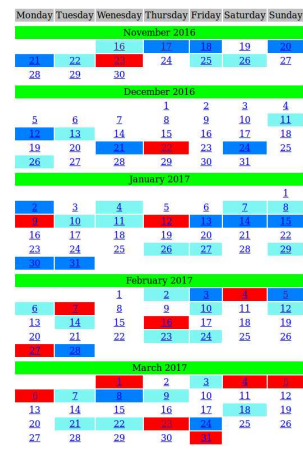 Monday Tuesday Wenesday Thursday Friday Saturday Sunday
November 2016
16 17 18 19 20
21 22 23 24 25 26 27
28 29 30
December 2016
1 2 3 4
5 6 7 8 9 10 11
12 13 14 15 16 17 18
19 20 21 22 23 24 25
26 27 28 29 30 31
January 2017
1
2 3 4 5 6 7 8
9 10 11 12 13 14 15
16 17 18 19 20 21 22
23 24 25 26 27 28 29
30 31
February 2017
1 2 3 4 5
6 7 8 9 10 11 12
13 14 15 16 17 18 19
20 21 22 23 24 25 26
27 28
March 2017
1 2 3 4 5
6 7 8 9 10 11 12
13 14 15 16 17 18 19
20 21 22 23 24 25 26
27 28 29 30 31